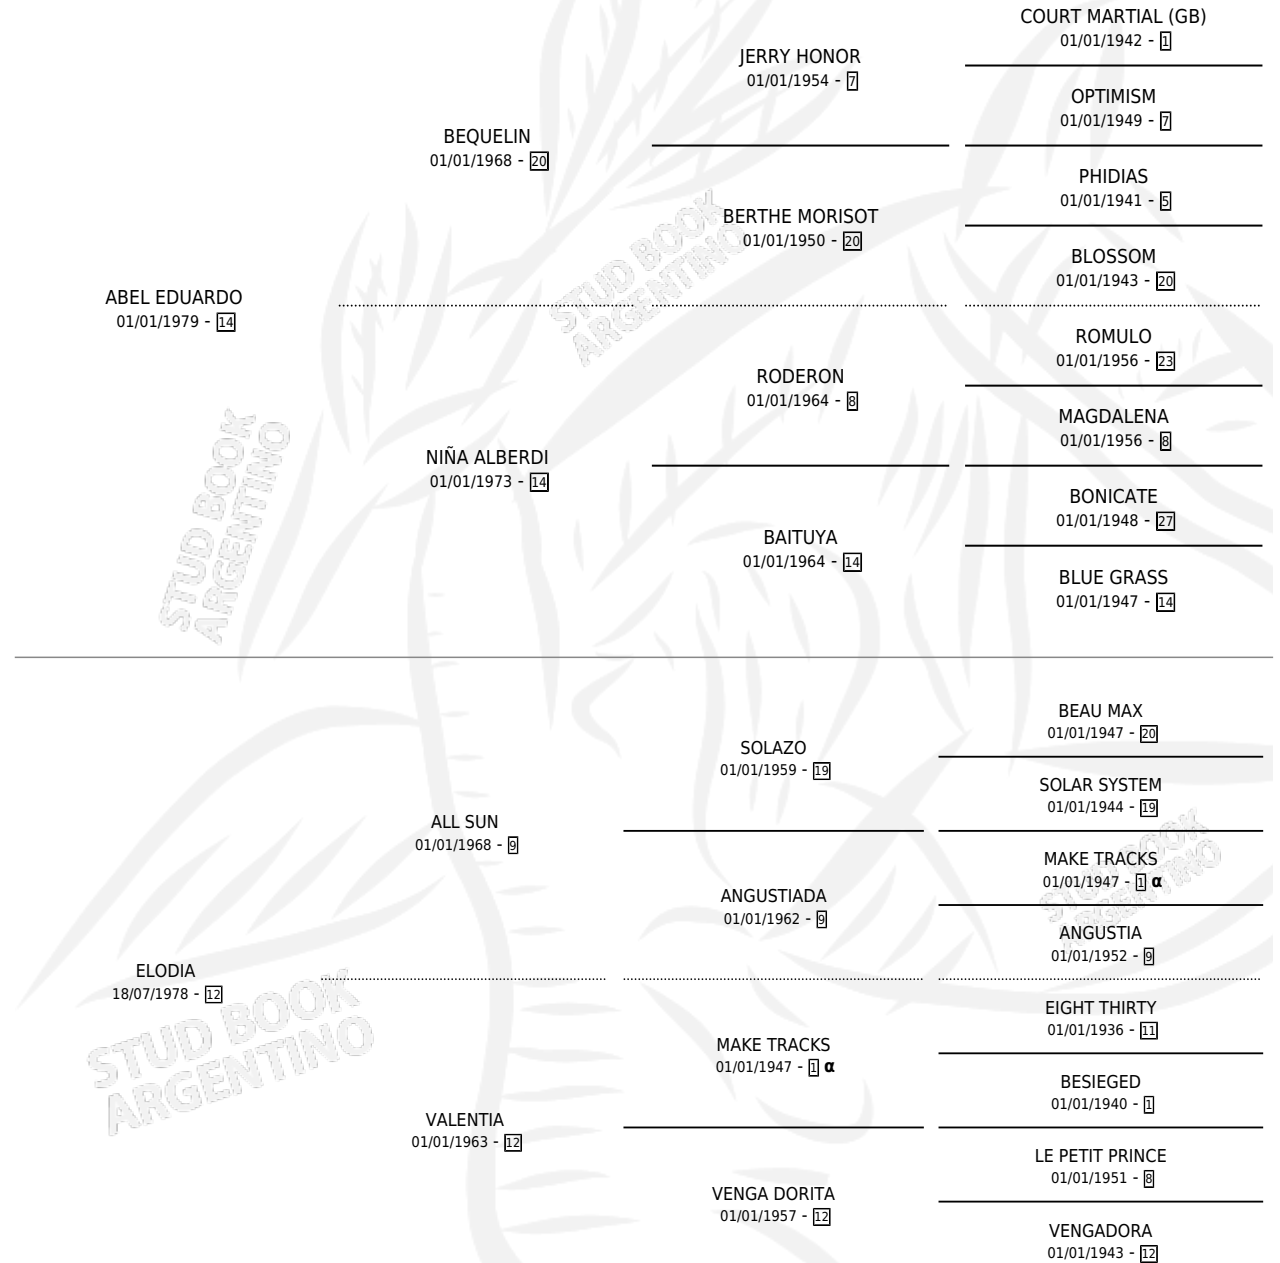 COURT MARTIAL (GB)
01/01/1942 - 1
JERRY HONOR
01/01/1954 - 7
OPTIMISM
01/01/1949 - 7
BEQUELIN
01/01/1968 - 20
PHIDIAS
01/01/1941 - 5
BERTHE MORISOT
01/01/1950 - 20
BLOSSOM
01/01/1943 - 20
ABEL EDUARDO
01/01/1979 - 14
ROMULO
01/01/1956 - 23
RODERON
01/01/1964 - 8
MAGDALENA
01/01/1956 - 8
NIÑA ALBERDI
01/01/1973 - 14
BONICATE
01/01/1948 - 27
BAITUYA
01/01/1964 - 14
BLUE GRASS
01/01/1947 - 14
BEAU MAX
01/01/1947 - 20
SOLAZO
01/01/1959 - 19
SOLAR SYSTEM
01/01/1944 - 19
ALL SUN
01/01/1968 - 9
MAKE TRACKS
01/01/1947 - 1 α
ANGUSTIADA
01/01/1962 - 9
ANGUSTIA
01/01/1952 - 9
ELODIA
18/07/1978 - 12
EIGHT THIRTY
01/01/1936 - 11
MAKE TRACKS
01/01/1947 - 1 α
BESIEGED
01/01/1940 - 1
VALENTIA
01/01/1963 - 12
LE PETIT PRINCE
01/01/1951 - 8
VENGA DORITA
01/01/1957 - 12
VENGADORA
01/01/1943 - 12
STUD BOOK
ARGENTINO
STUD BOOK
ARGENTINO
STUD BOOK
ARGENTINO
STUD BOOK
ARGENTINO